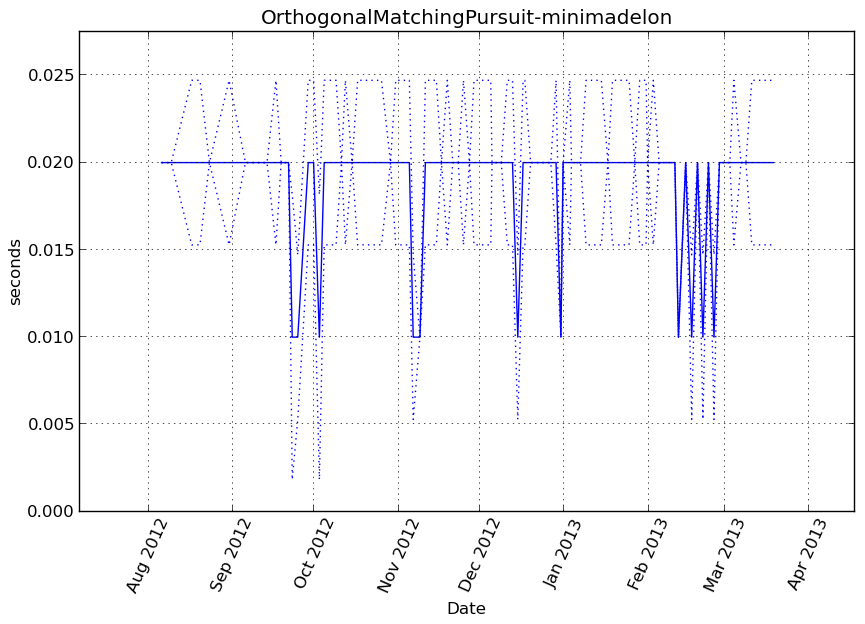 OrthogonalMatchingPursuit-minimadelon
0.025
0.020
0.015
0.010
0.005
0.000
seconds
Aug 2012
Sep 2012
Oct 2012
Nov 2012
Dec 2012
Jan 2013
Feb 2013
Mar 2013
Apr 2013
Date